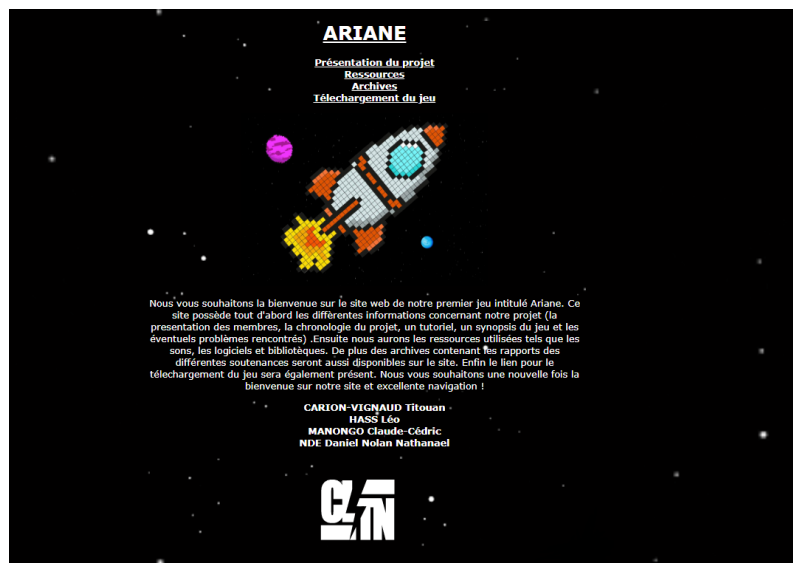 ARIANE
Présentation du projet
Ressources
Archives
Télechargement du jeu
Nous vous souhaitons la bienvenue sur le site web de notre premier jeu intitulé Ariane. Ce
site possède tout d'abord les diffèrentes informations concernant notre projet (la
presentation des membres, la chronologie du projet, un tutoriel, un synopsis du jeu et les
éventuels problèmes rencontrés) .Ensuite nous aurons les ressources utilisées tels que les
sons, les logiciels et bibliotèques. De plus des archives contenant les rapports des
différentes soutenances seront aussi disponibles sur le site. Enfin le lien pour le
télechargement du jeu sera également présent. Nous vous souhaitons une nouvelle fois la
bienvenue sur notre site et excellente navigation !
CARION-VIGNAUD Titouan
HASS Léo
MANONGO Claude-Cédric
NDE Daniel Nolan Nathanael